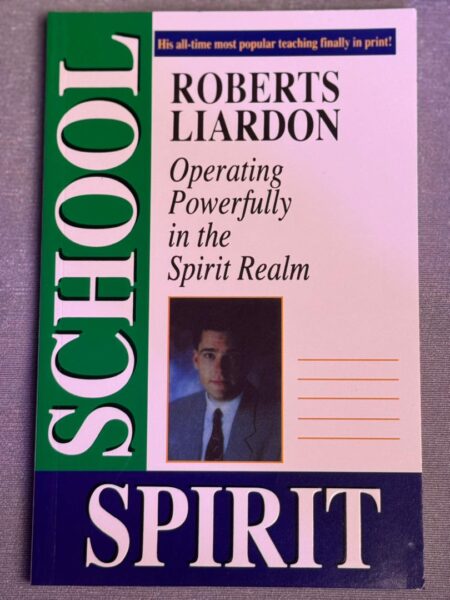 His all-time most popular teaching finally in print!
SCHOOL
ROBERTS
LIARDON
Operating
Powerfully
in the
Spirit Realm
SPIRIT